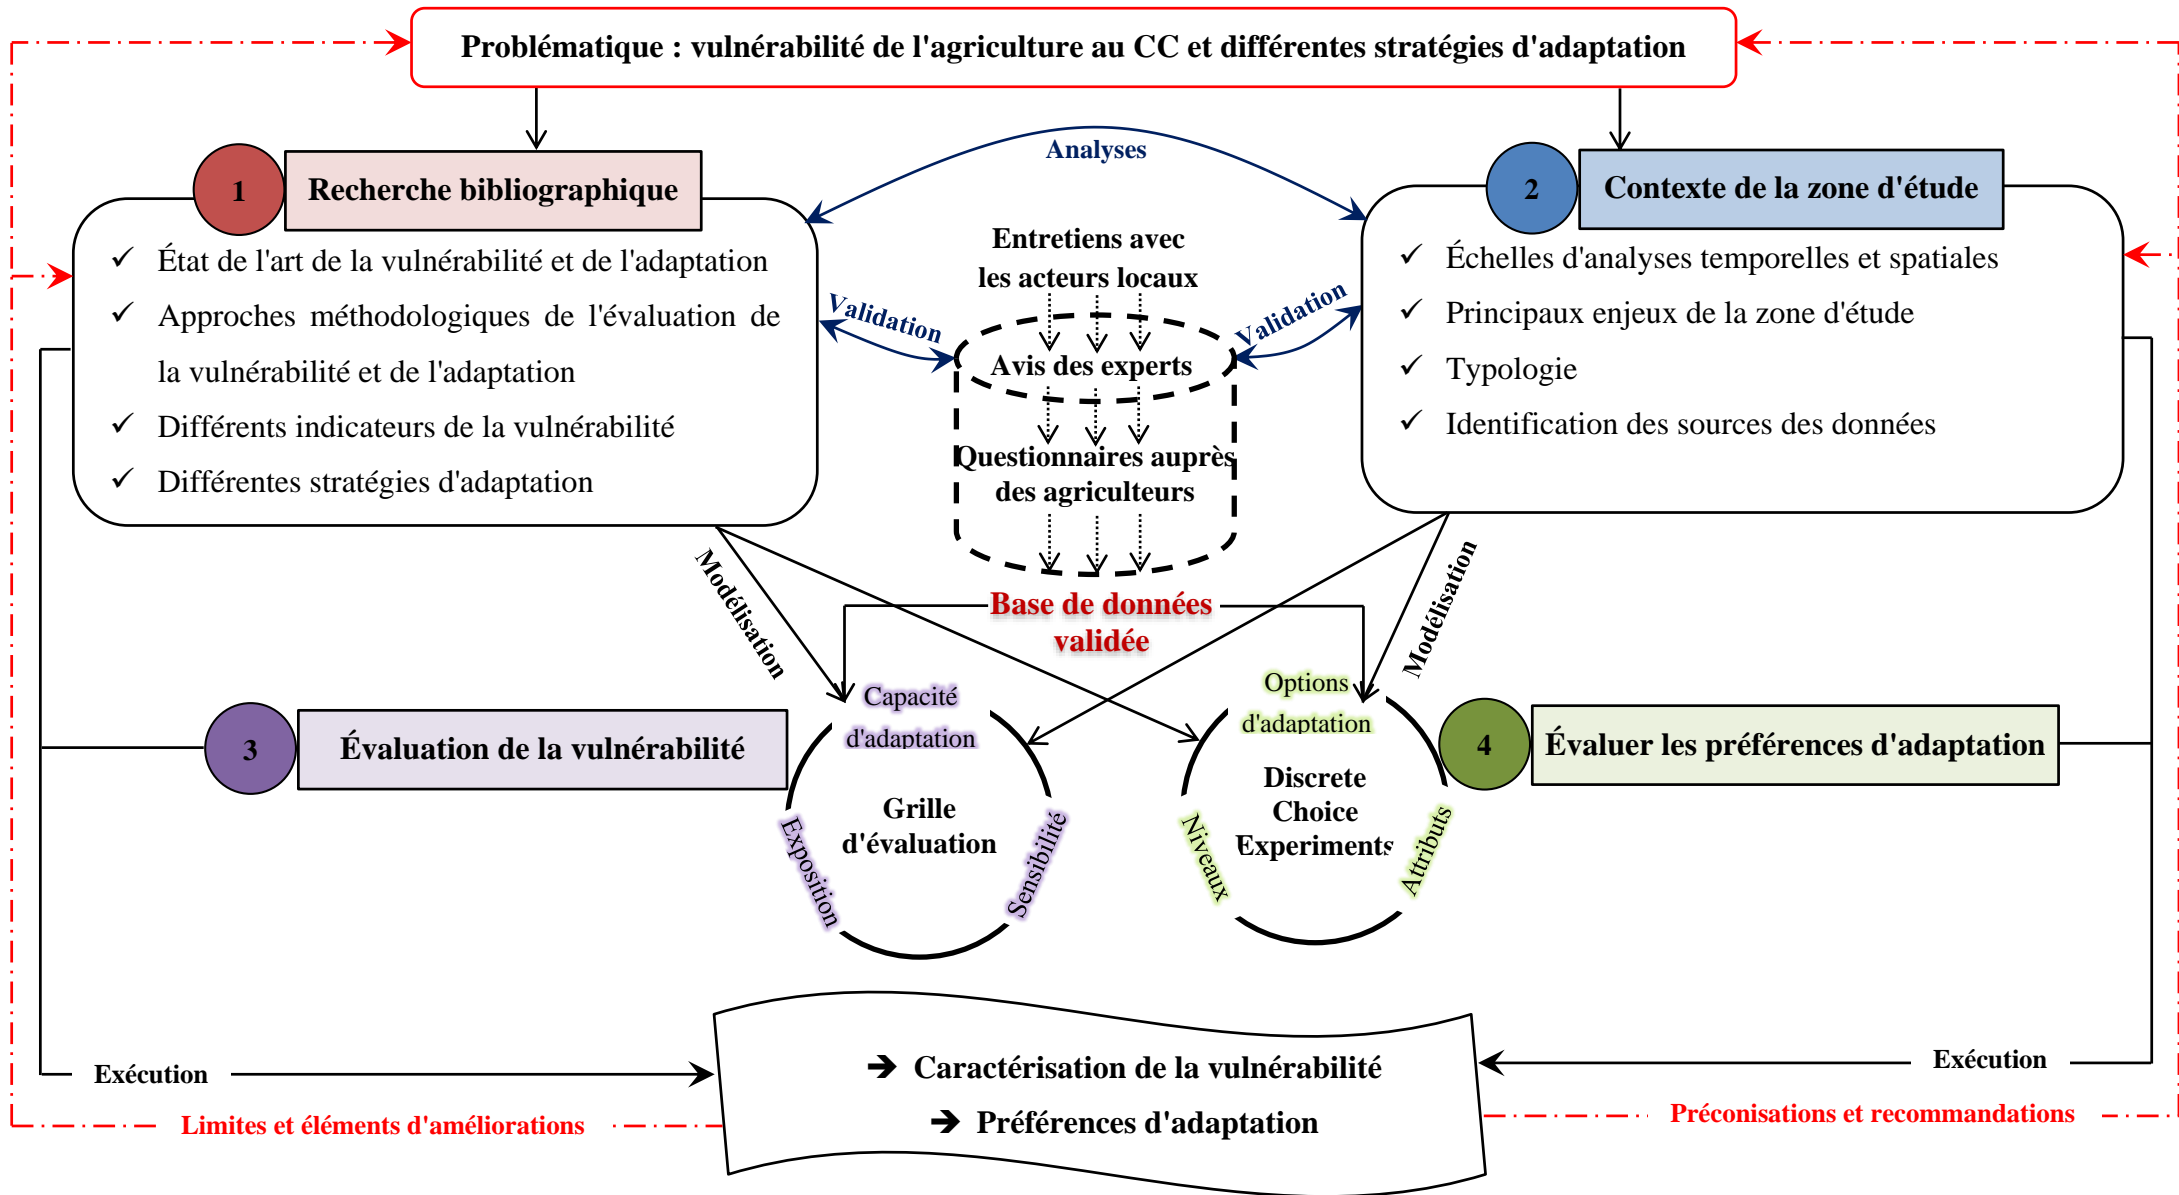 Problématique : vulnérabilité de l'agriculture au CC et différentes stratégies d'adaptation
1
Recherche bibliographique
État de l'art de la vulnérabilité et de l'adaptation
Approches méthodologiques de l'évaluation de
la vulnérabilité et de l'adaptation
Différents indicateurs de la vulnérabilité
Différentes stratégies d'adaptation
Analyses
Entretiens avec
les acteurs locaux
Validation
Validation
Avis des experts
Questionnaires auprès
des agriculteurs
2
Contexte de la zone d'étude
Échelles d'analyses temporelles et spatiales
Principaux enjeux de la zone d'étude
Typologie
Identification des sources des données
Modélisation
Base de données
validée
Modélisation
3
Évaluation de la vulnérabilité
Capacité
d'adaptation
Grille
d'évaluation
Exposition
Sensibilité
Options
d'adaptation
Discrete
Choice
Experiments
Niveaux
Attributs
4
Évaluer les préférences d'adaptation
Exécution
➔ Caractérisation de la vulnérabilité
➔ Préférences d'adaptation
Exécution
Limites et éléments d'améliorations
Préconisations et recommandations